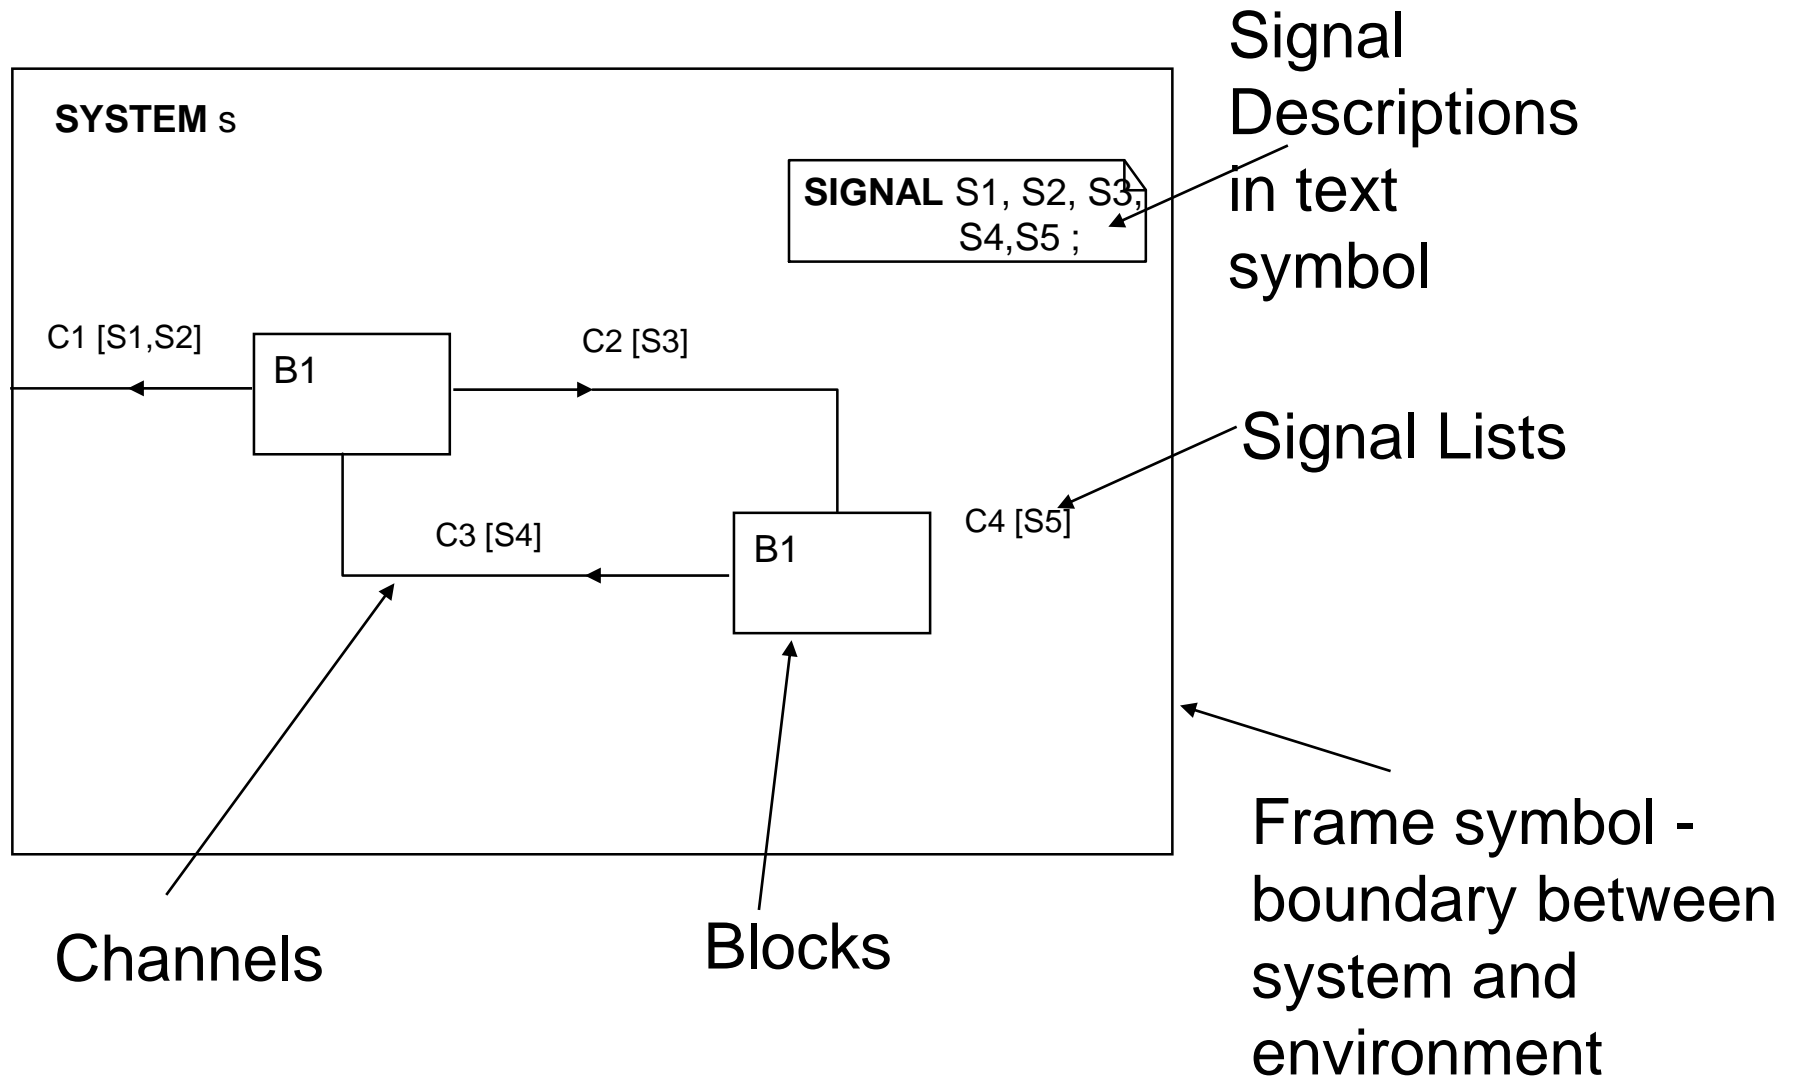 Signal
Descriptions
in text
symbol
SYSTEM s
SIGNAL S1, S2, S3,
S4,S5 ;
C1 [S1,S2]
B1
C2 [S3]
Signal Lists
C3 [S4]
B1
C4 [S5]
Channels
Blocks
Frame symbol -
boundary between
system and
environment